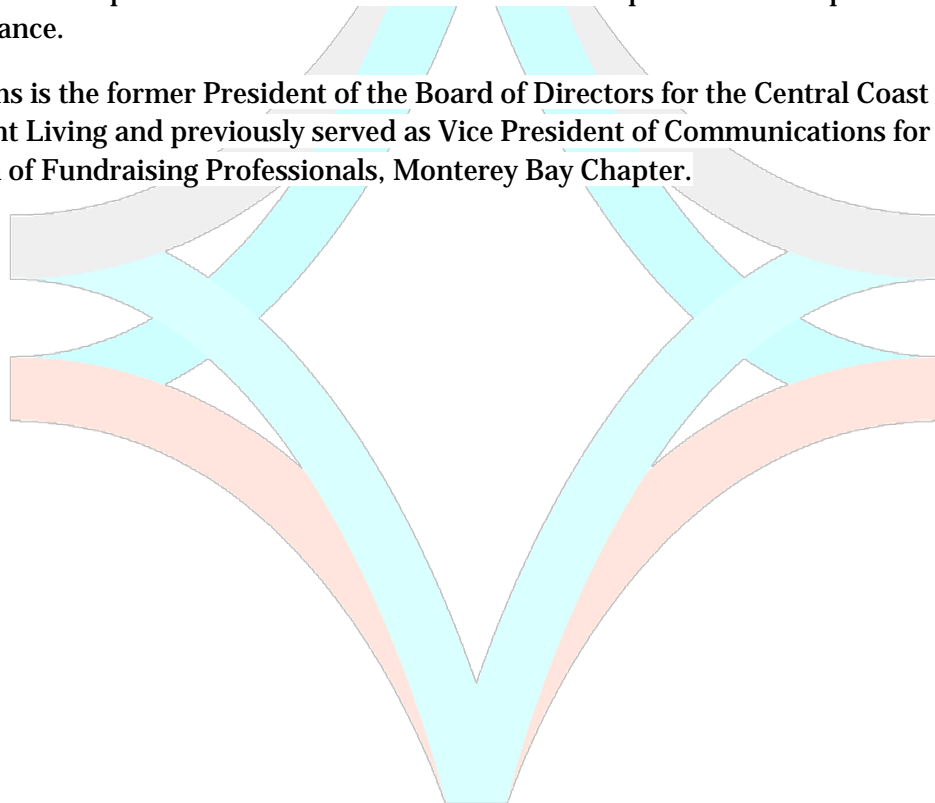 ance.
ns is the former President of the Board of Directors for the Central Coast
nt Living and previously served as Vice President of Communications for
of Fundraising Professionals, Monterey Bay Chapter.